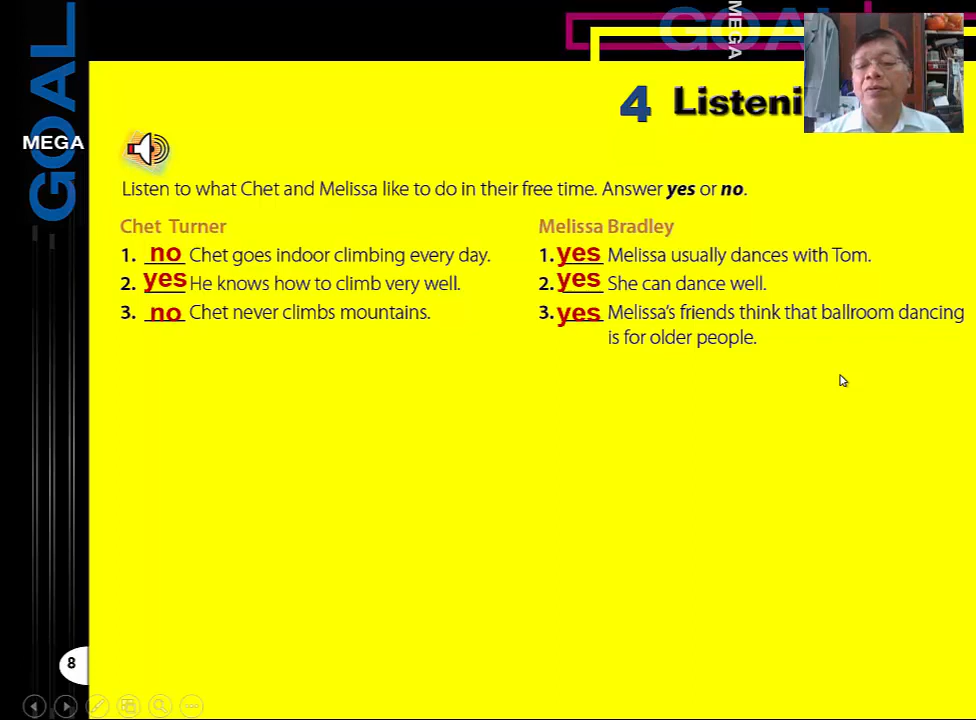 MEGA
GOAL
MEGA
GOAL
4 Listeni
Listen to what Chet and Melissa like to do in their free time. Answer yes or no.
Chet Turner
1. no Chet goes indoor climbing every day.
2. yes He knows how to climb very well.
3. no Chet never climbs mountains.
Melissa Bradley
1. yes Melissa usually dances with Tom.
2. yes She can dance well.
3. yes Melissa's friends think that ballroom dancing
is for older people.
8